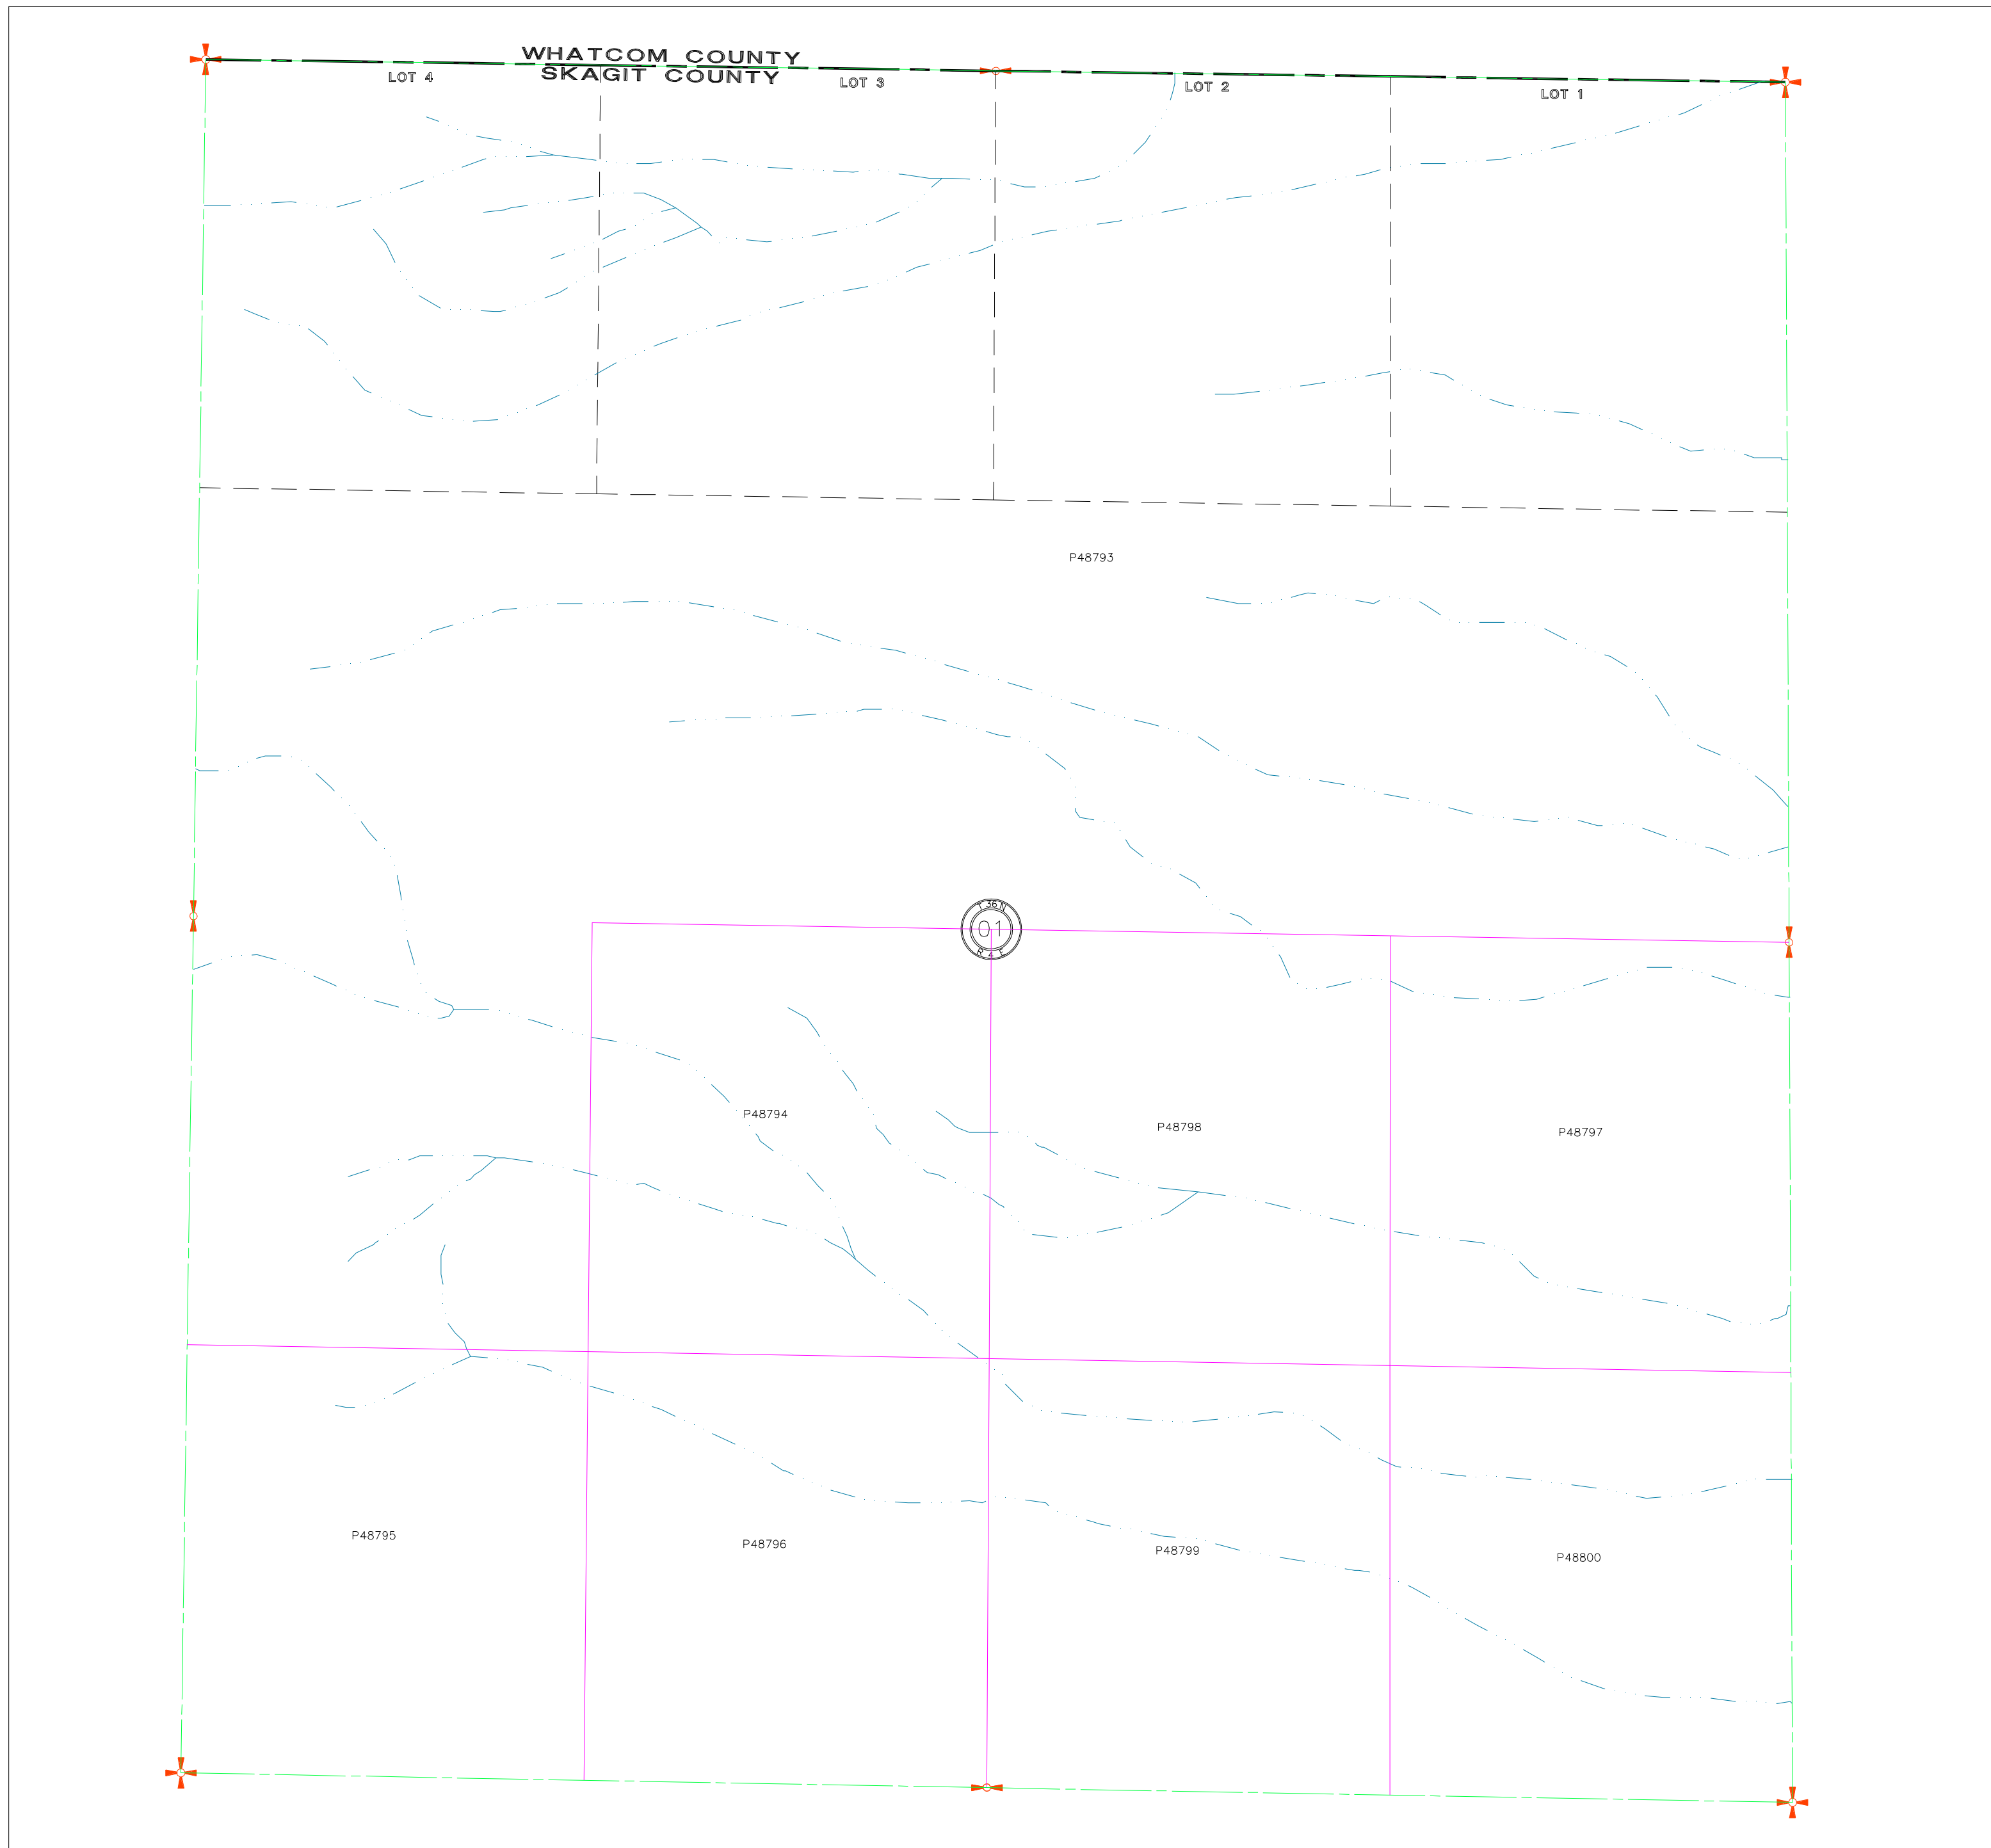 WHATCOM COUNTY
SKAGIT COUNTY
LOT 4
LOT 3
LOT 2
LOT 1
P48793
T36N
01
R 4 E
P48794
P48798
P48797
P48795
P48796
P48799
P48800